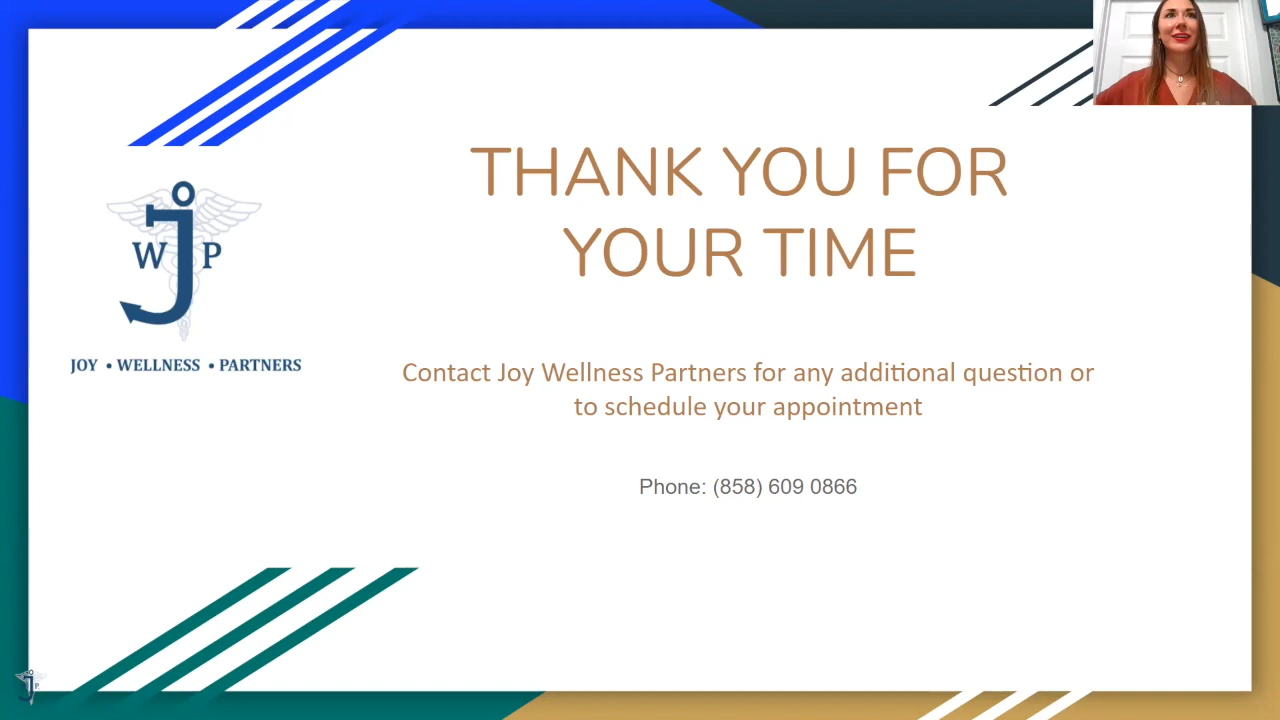 THANK YOU FOR
YOUR TIME
W J P
JOY • WELLNESS • PARTNERS
Contact Joy Wellness Partners for any additional question or
to schedule your appointment
Phone: (858) 609 0866
J P